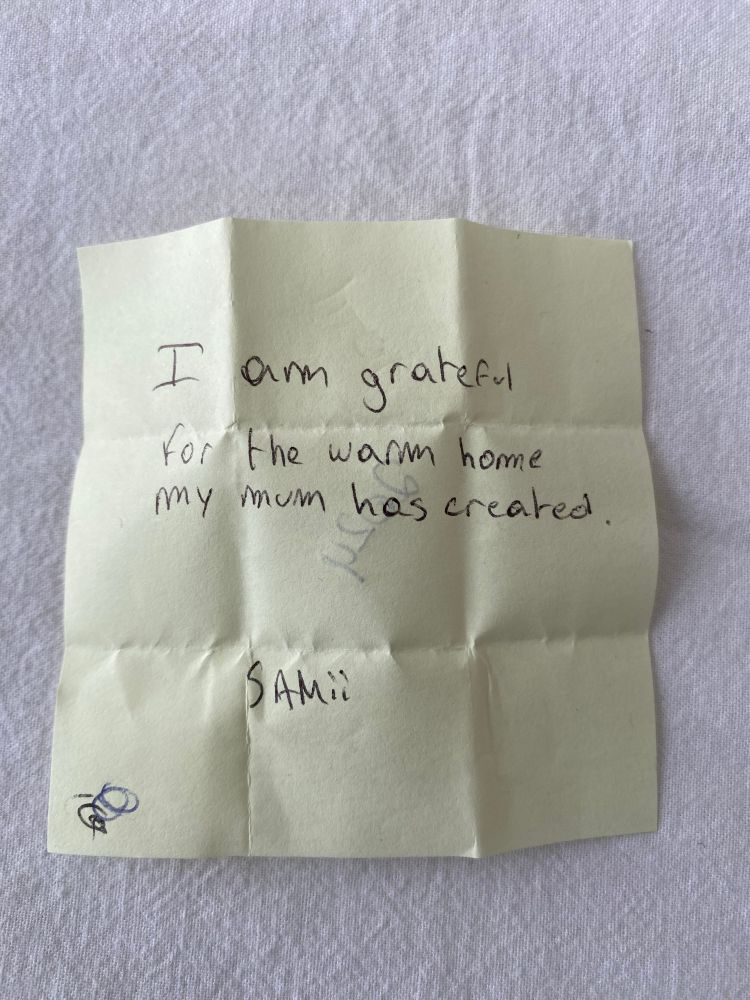 I am grateful
for the warm home
my mum has created.
SAMii